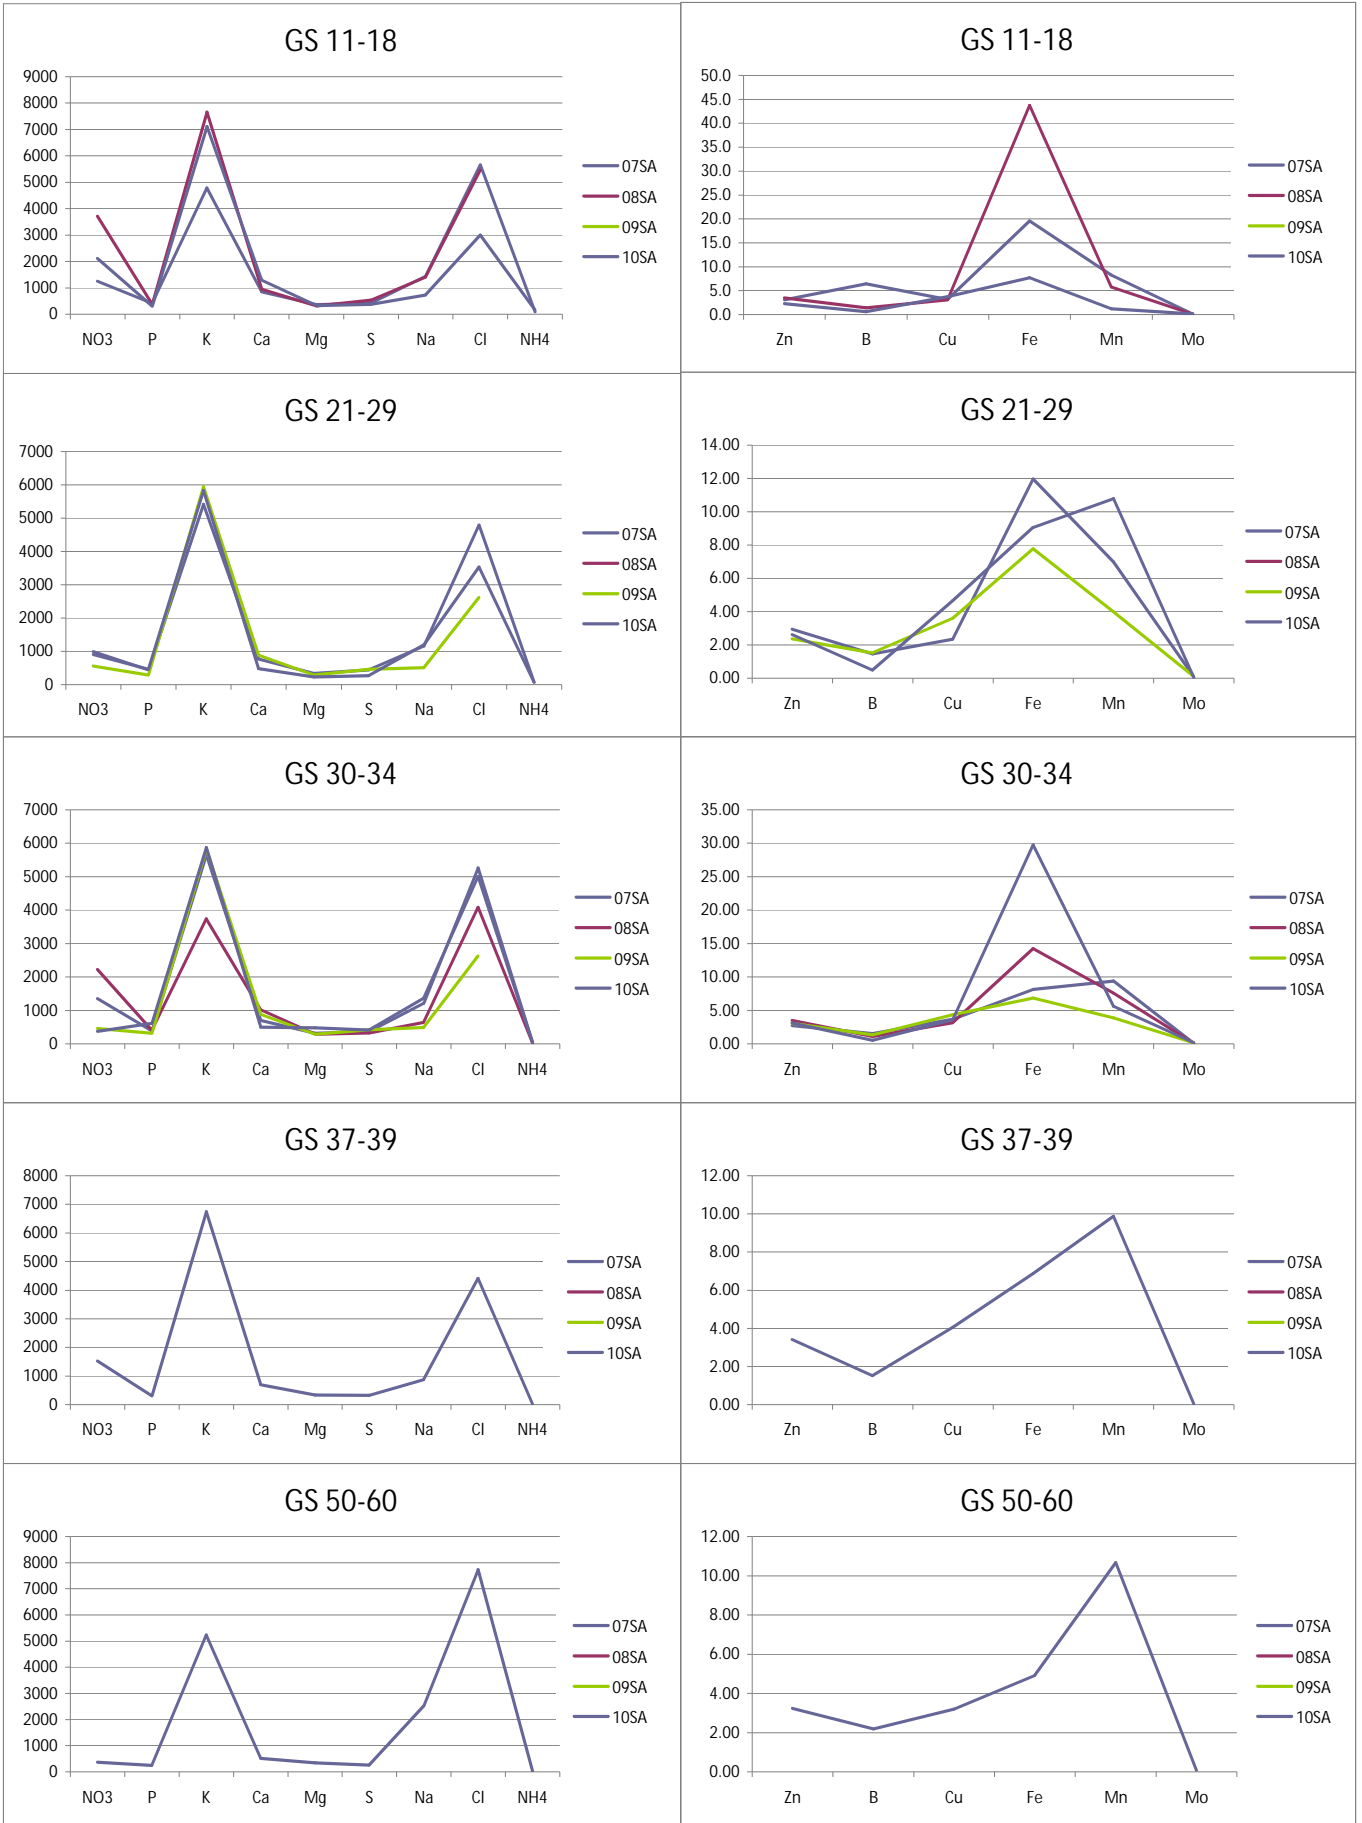 GS 11-18
9000
8000
7000
6000
5000
4000
3000
2000
1000
0
NO3 P K Ca Mg S Na Cl NH4
07SA
08SA
09SA
10SA
GS 11-18
50.0
45.0
40.0
35.0
30.0
25.0
20.0
15.0
10.0
5.0
0.0
Zn B Cu Fe Mn Mo
07SA
08SA
09SA
10SA
GS 21-29
7000
6000
5000
4000
3000
2000
1000
0
NO3 P K Ca Mg S Na Cl NH4
07SA
08SA
09SA
10SA
GS 21-29
14.00
12.00
10.00
8.00
6.00
4.00
2.00
0.00
Zn B Cu Fe Mn Mo
07SA
08SA
09SA
10SA
GS 30-34
7000
6000
5000
4000
3000
2000
1000
0
NO3 P K Ca Mg S Na Cl NH4
07SA
08SA
09SA
10SA
GS 30-34
35.00
30.00
25.00
20.00
15.00
10.00
5.00
0.00
Zn B Cu Fe Mn Mo
07SA
08SA
09SA
10SA
GS 37-39
8000
7000
6000
5000
4000
3000
2000
1000
0
NO3 P K Ca Mg S Na Cl NH4
07SA
08SA
09SA
10SA
GS 37-39
12.00
10.00
8.00
6.00
4.00
2.00
0.00
Zn B Cu Fe Mn Mo
07SA
08SA
09SA
10SA
GS 50-60
9000
8000
7000
6000
5000
4000
3000
2000
1000
0
NO3 P K Ca Mg S Na Cl NH4
07SA
08SA
09SA
10SA
GS 50-60
12.00
10.00
8.00
6.00
4.00
2.00
0.00
Zn B Cu Fe Mn Mo
07SA
08SA
09SA
10SA